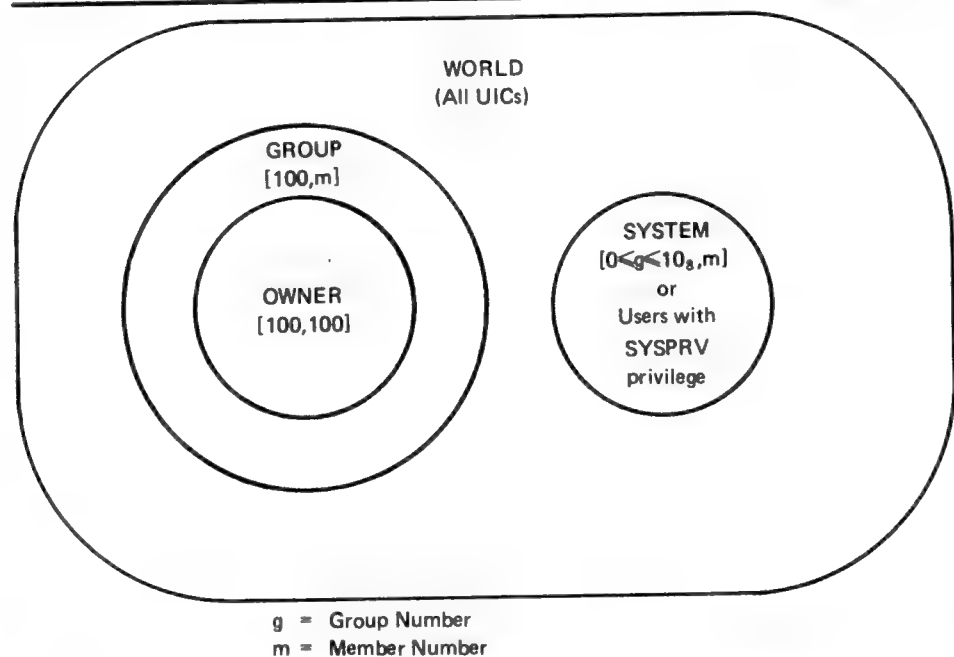 WORLD
(All UICs)
GROUP
[100,m]
OWNER
[100,100]
SYSTEM
[0⩽g⩽10₈,m]
or
Users with
SYSPRV
privilege
g = Group Number
m = Member Number